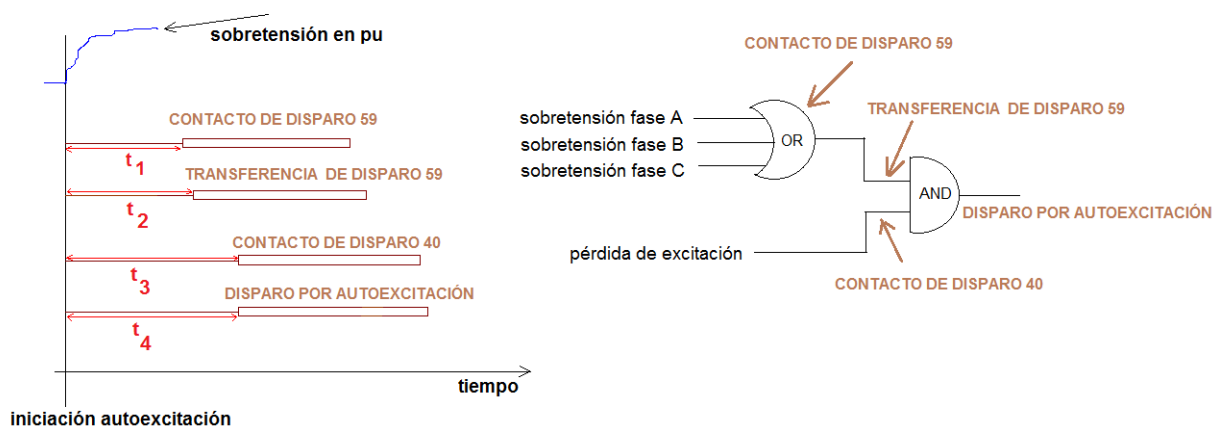 sobretensión en pu
CONTACTO DE DISPARO 59
t1
TRANSFERENCIA DE DISPARO 59
t2
CONTACTO DE DISPARO 40
t3
DISPARO POR AUTOEXCITACIÓN
t4
tiempo
iniciación autoexcitación
CONTACTO DE DISPARO 59
TRANSFERENCIA DE DISPARO 59
sobretensión fase A
sobretensión fase B
sobretensión fase C
OR
AND
DISPARO POR AUTOEXCITACIÓN
pérdida de excitación
CONTACTO DE DISPARO 40